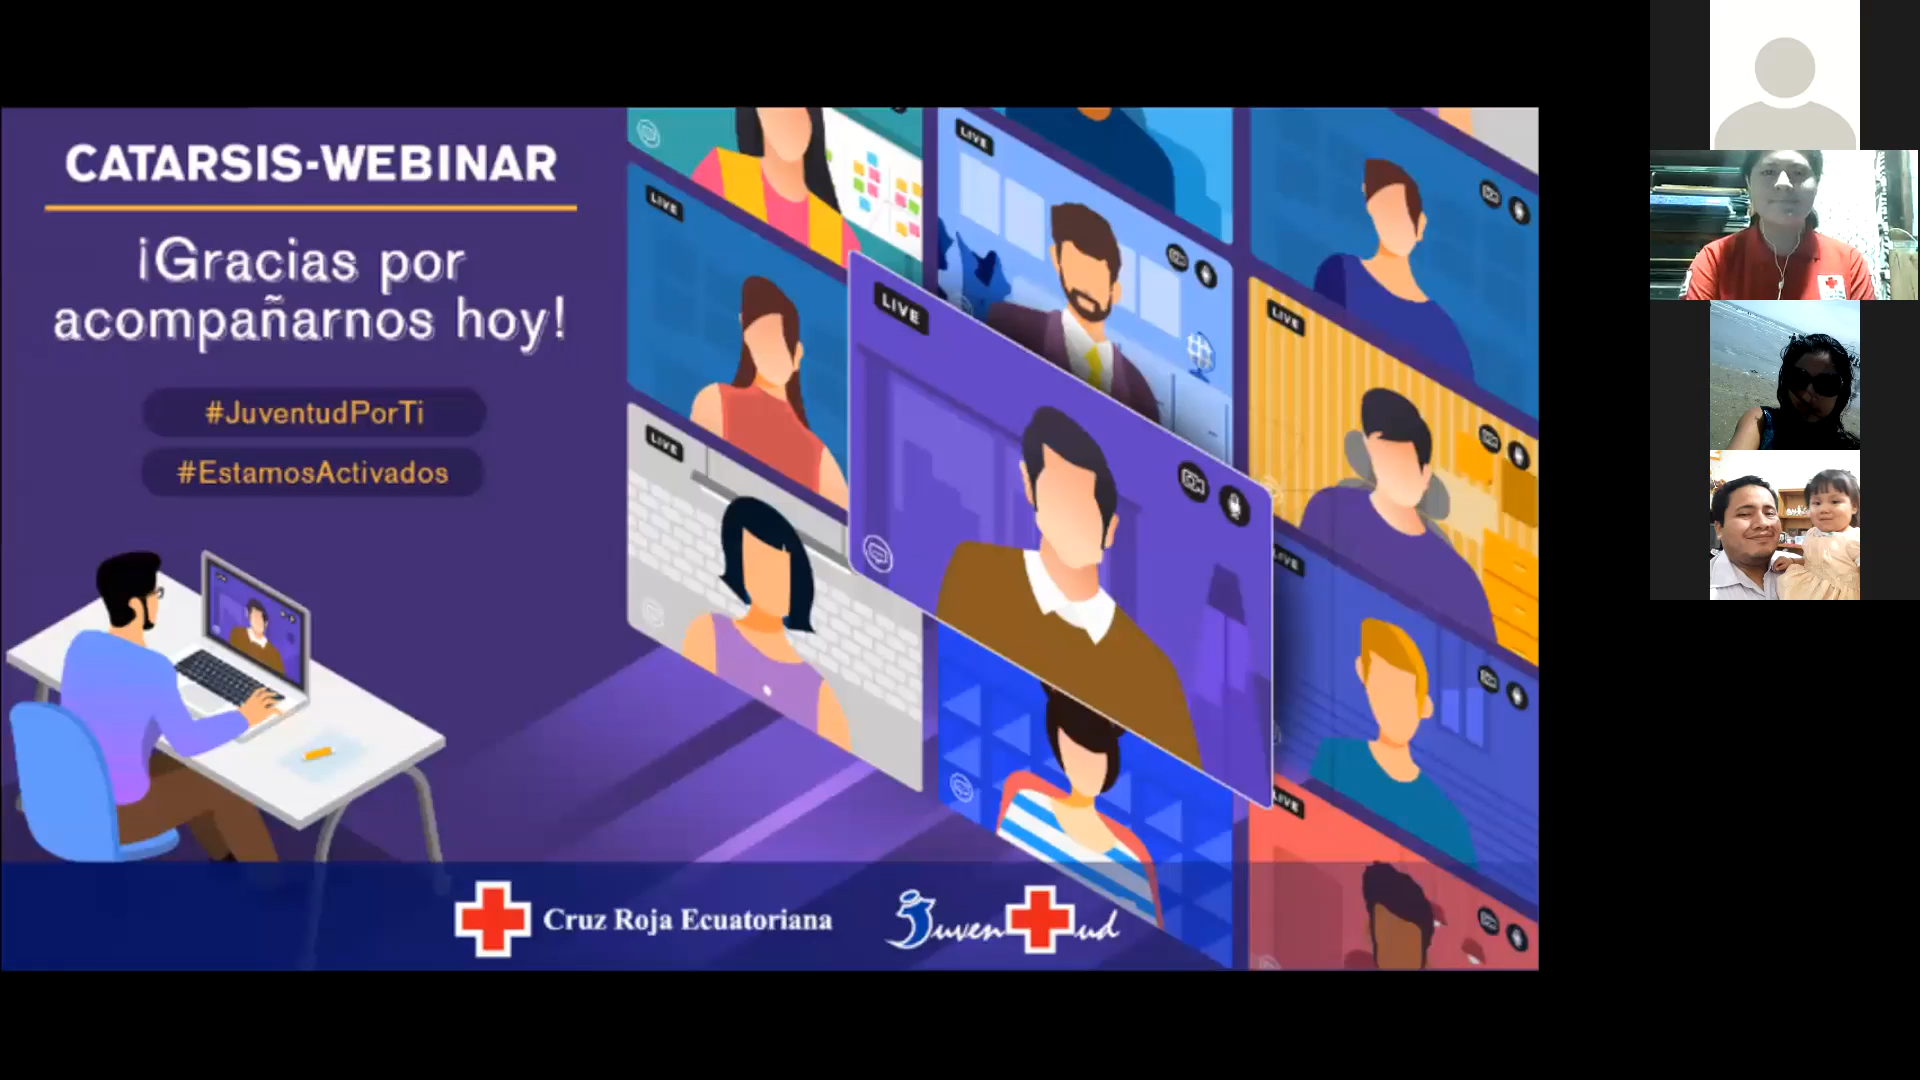 CATARSIS-WEBINAR
¡Gracias por
acompañarnos hoy!
#JuventudPorTi
#EstamosActivados
LIVE
LIVE
LIVE
LIVE
LIVE
LIVE
LIVE
Cruz Roja Ecuatoriana
Juventud